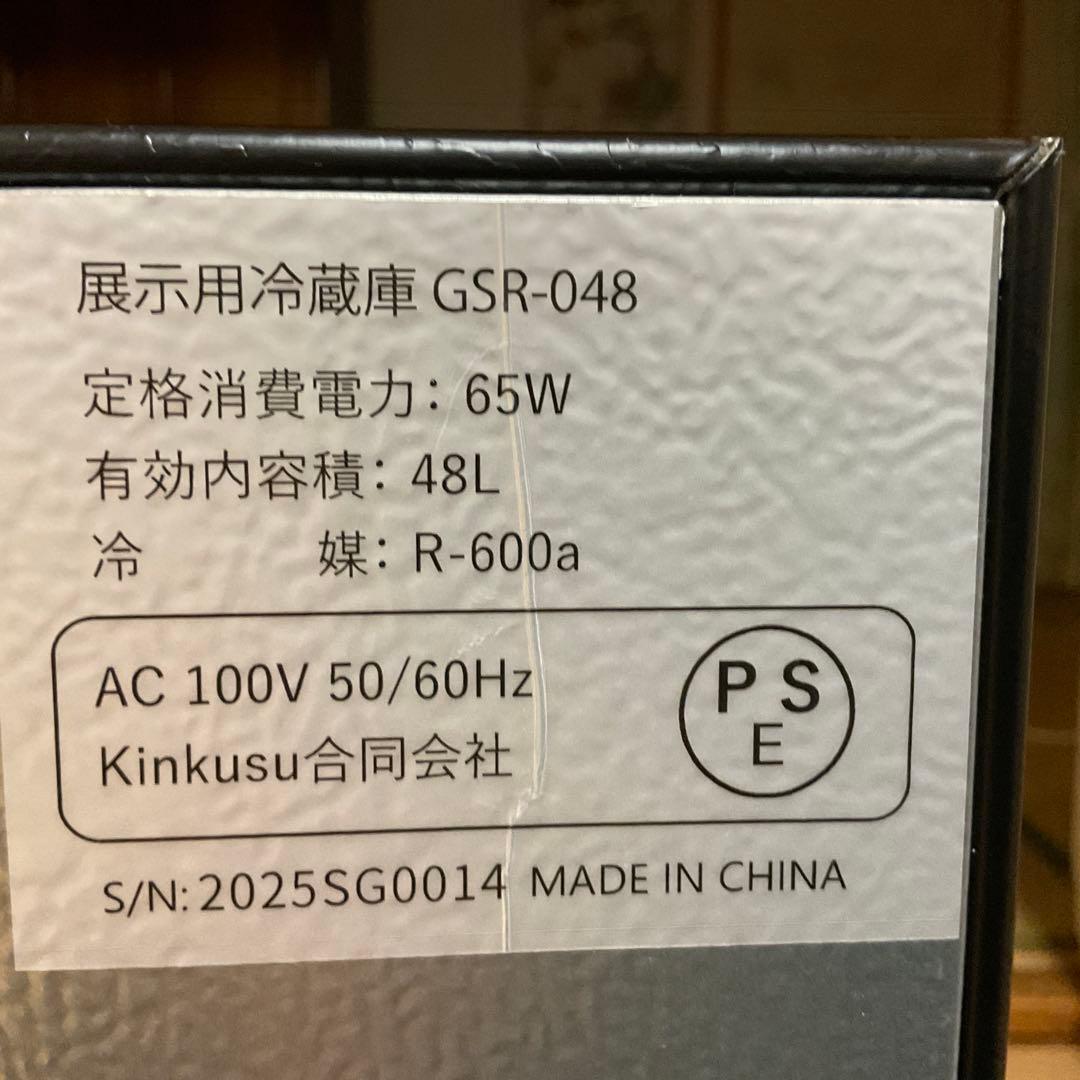 展示用冷蔵庫 GSR-048
定格消費電力: 65W
有効内容積: 48L
冷 媒: R-600a
AC 100V 50/60Hz
Kinkusu合同会社
PS
E
S/N: 2025SG0014 MADE IN CHINA